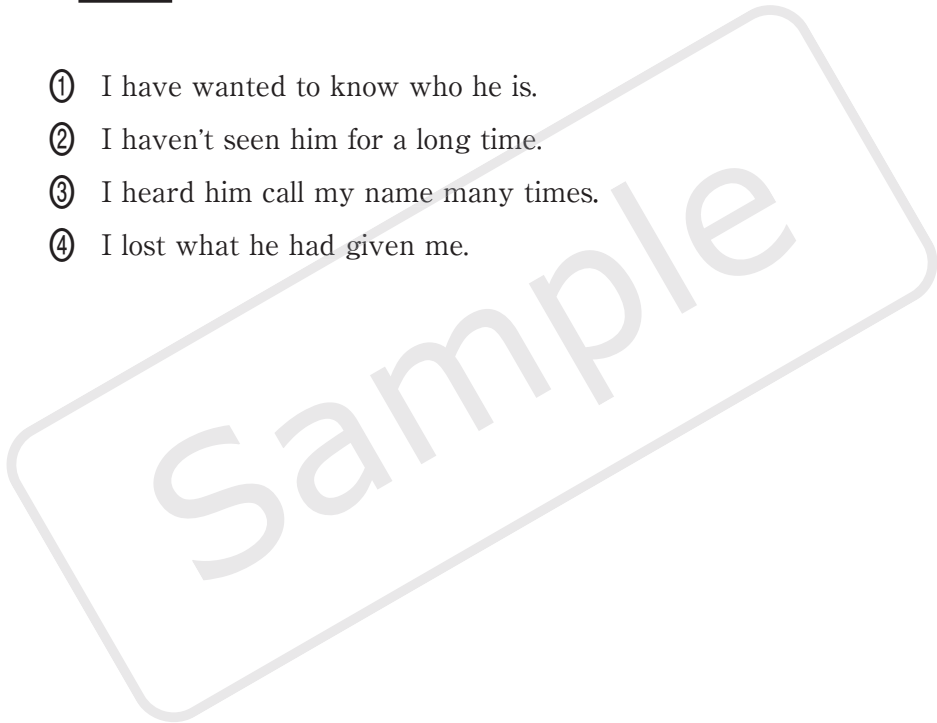 ① I have wanted to know who he is.
② I haven't seen him for a long time.
③ I heard him call my name many times.
④ I lost what he had given me.
Sample